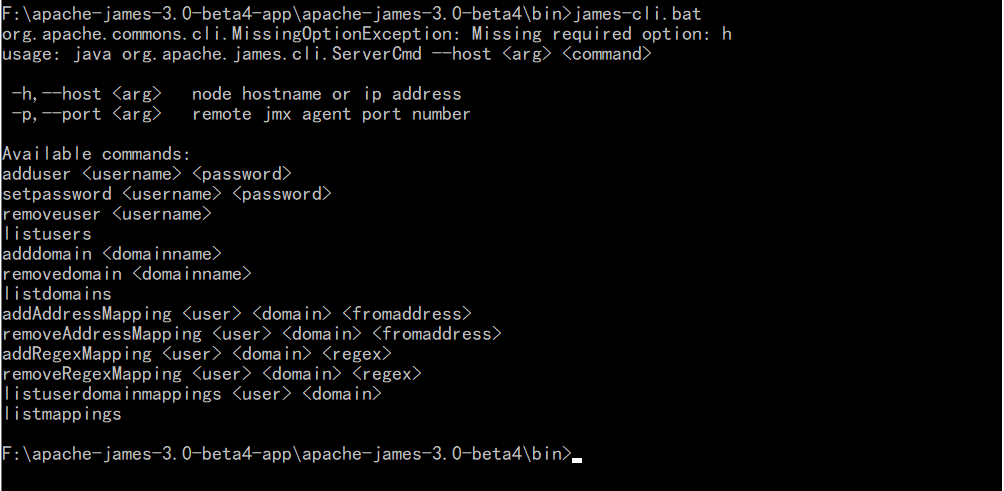 F:\apache-james-3.0-beta4-app\apache-james-3.0-beta4\bin>james-cli.bat
org.apache.commons.cli.MissingOptionException: Missing required option: h
usage: java org.apache.james.cli.ServerCmd --host <arg> <command>
-h,--host <arg>   node hostname or ip address
-p,--port <arg>   remote jmx agent port number
Available commands:
adduser <username> <password>
setpassword <username> <password>
removeuser <username>
listusers
adddomain <domainname>
removedomain <domainname>
listdomains
addAddressMapping <user> <domain> <fromaddress>
removeAddressMapping <user> <domain> <fromaddress>
addRegexMapping <user> <domain> <regex>
removeRegexMapping <user> <domain> <regex>
listuserdomainmappings <user> <domain>
listmappings
F:\apache-james-3.0-beta4-app\apache-james-3.0-beta4\bin>